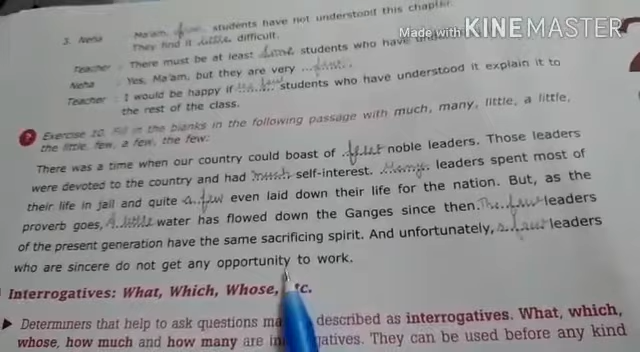 Made with KINEMASTER
3. Neha : Ma'am, few students have not understood this chapter.
They find it little difficult.
Teacher : There must be at least some students who have
Neha : Yes, Ma'am, but they are very few.
Teacher : I would be happy if the few students who have understood it explain it to
the rest of the class.
? Exercise 10. Fill in the blanks in the following passage with much, many, little, a little,
the little, few, a few, the few:
There was a time when our country could boast of noble leaders. Those leaders
were devoted to the country and had much self-interest. Many leaders spent most of
their life in jail and quite a few even laid down their life for the nation. But, as the
proverb goes, A little water has flowed down the Ganges since then. The few leaders
of the present generation have the same sacrificing spirit. And unfortunately, a few leaders
who are sincere do not get any opportunity to work.
Interrogatives: What, Which, Whose, etc.
▶ Determiners that help to ask questions described as interrogatives. What, which,
whose, how much and how many are They can be used before any kind